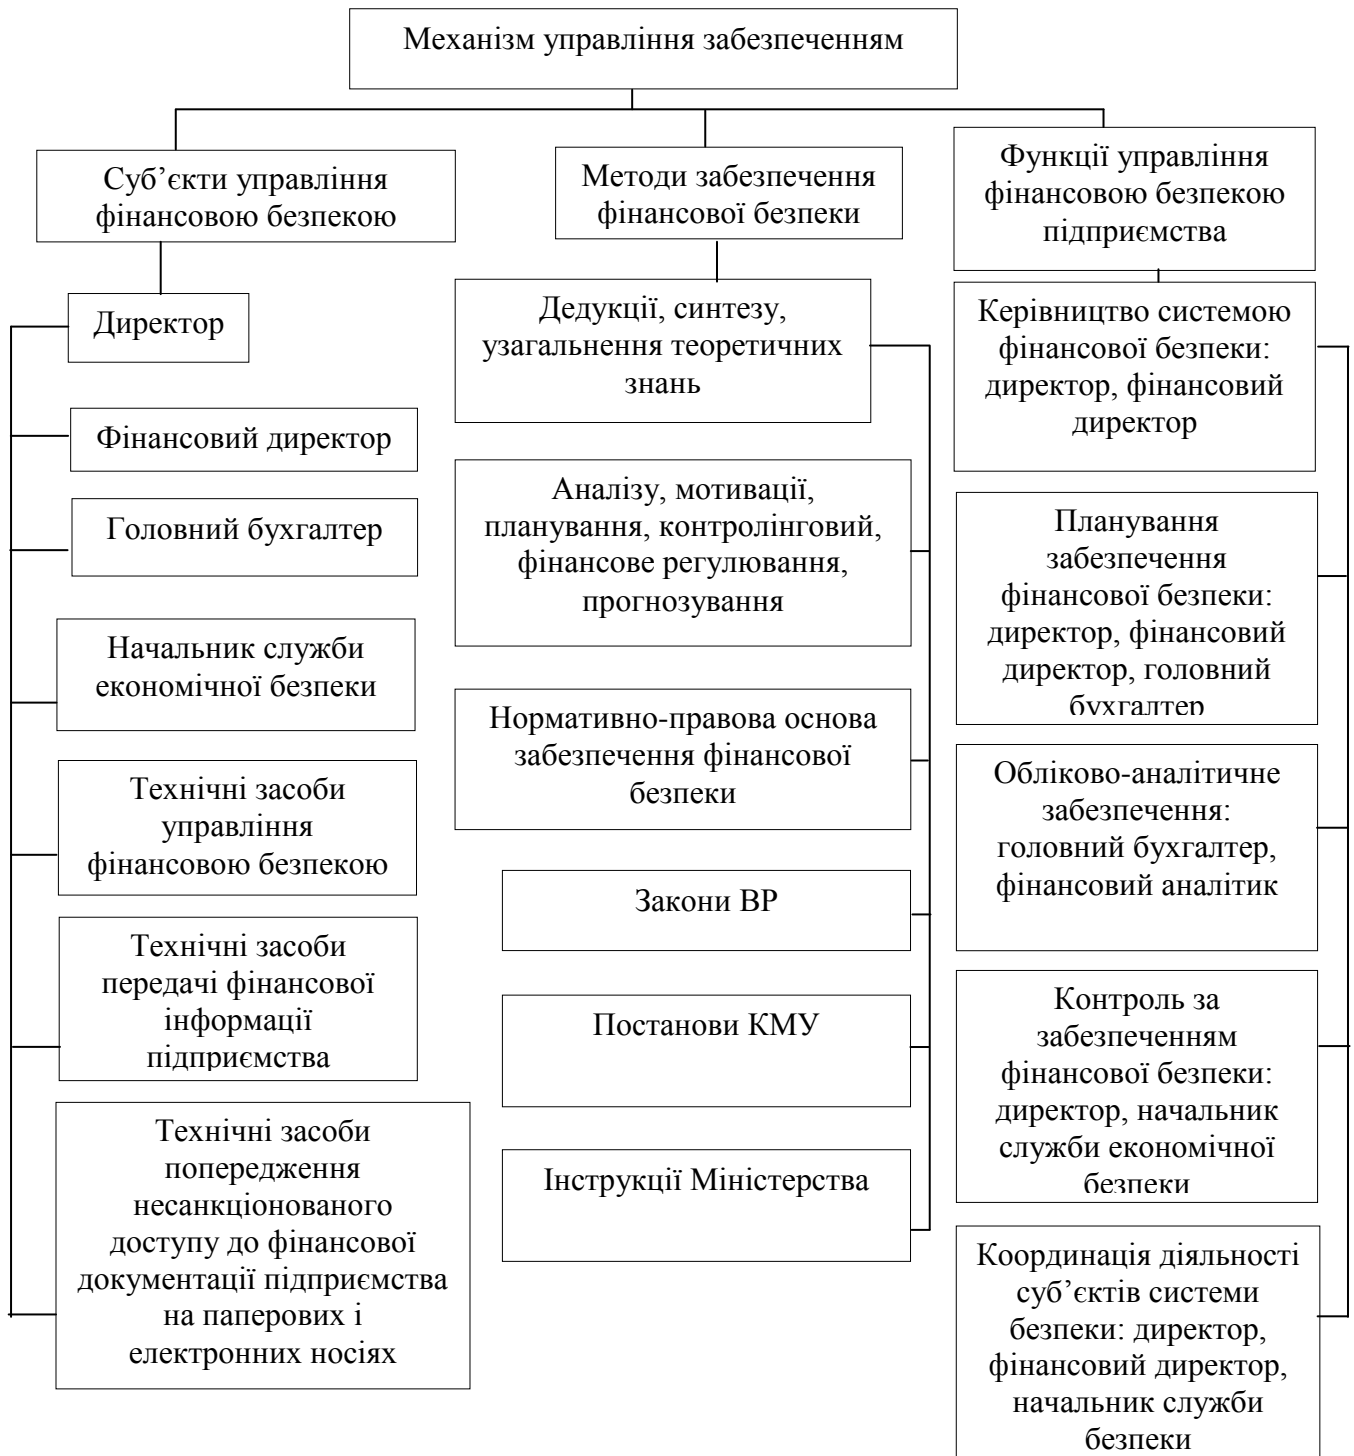 Механізм управління забезпеченням
Суб’єкти управління
фінансовою безпекою
Директор
Фінансовий директор
Головний бухгалтер
Начальник служби
економічної безпеки
Технічні засоби
управління
фінансовою безпекою
Технічні засоби
передачі фінансової
інформації
підприємства
Технічні засоби
попередження
несанкціонованого
доступу до фінансової
документації підприємства
на паперових і
електронних носіях
Методи забезпечення
фінансової безпеки
Дедукції, синтезу,
узагальнення теоретичних
знань
Аналізу, мотивації,
планування, контролінговий,
фінансове регулювання,
прогнозування
Нормативно-правова основа
забезпечення фінансової
безпеки
Закони ВР
Постанови КМУ
Інструкції Міністерства
Функції управління
фінансовою безпекою
підприємства
Керівництво системою
фінансової безпеки:
директор, фінансовий
директор
Планування
забезпечення
фінансової безпеки:
директор, фінансовий
директор, головний
бухгалтер
Обліково-аналітичне
забезпечення:
головний бухгалтер,
фінансовий аналітик
Контроль за
забезпеченням
фінансової безпеки:
директор, начальник
служби економічної
безпеки
Координація діяльності
суб’єктів системи
безпеки: директор,
фінансовий директор,
начальник служби
безпеки